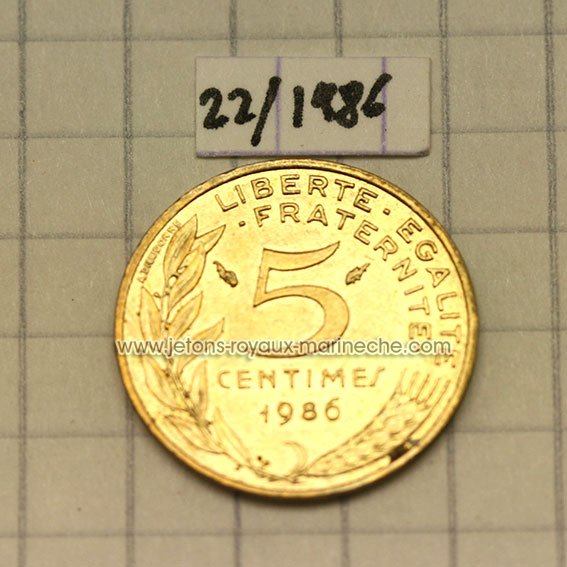 22/1986
LIBERTE · EGALITE
· FRATERNITE
5
www.jetons-royaux-marineche.com
CENTIMES
1986